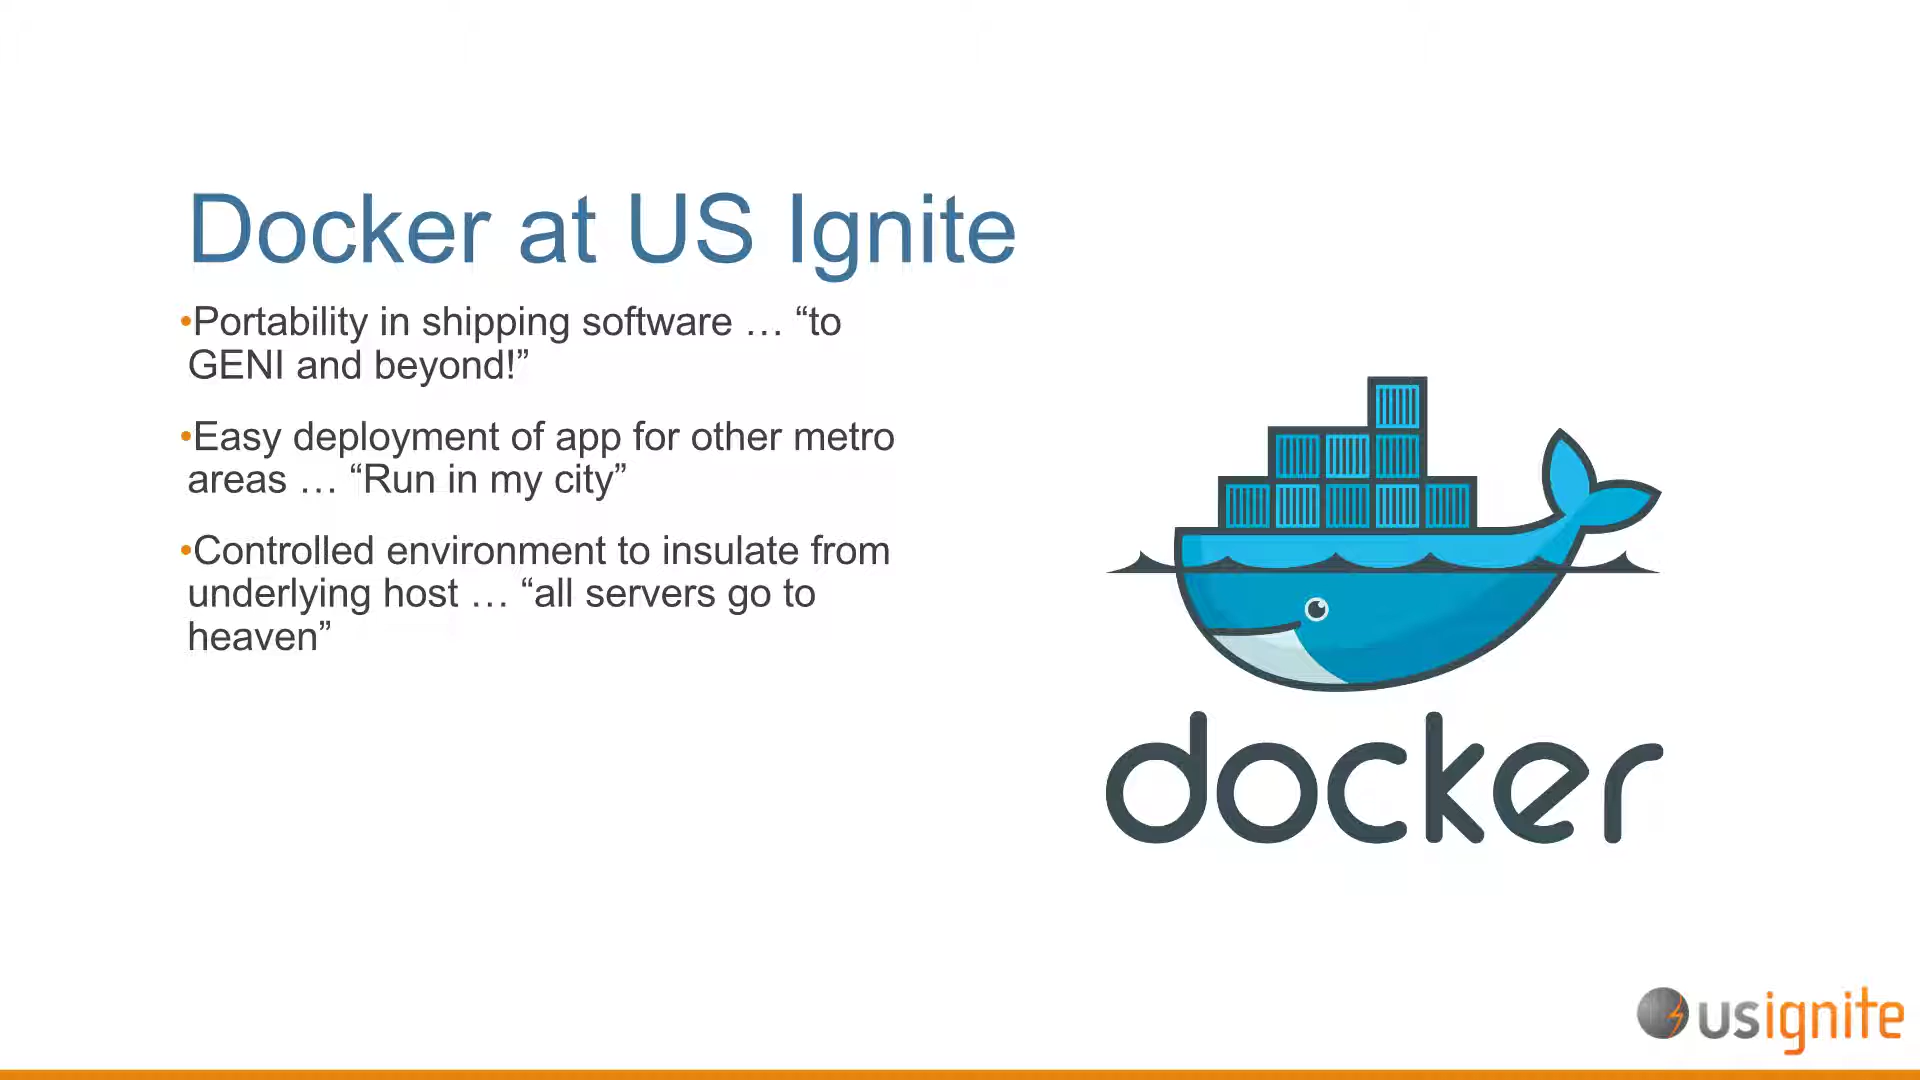 Docker at US Ignite
•Portability in shipping software … “to
GENI and beyond!”
•Easy deployment of app for other metro
areas … “Run in my city”
•Controlled environment to insulate from
underlying host … “all servers go to
heaven”
docker
usignite